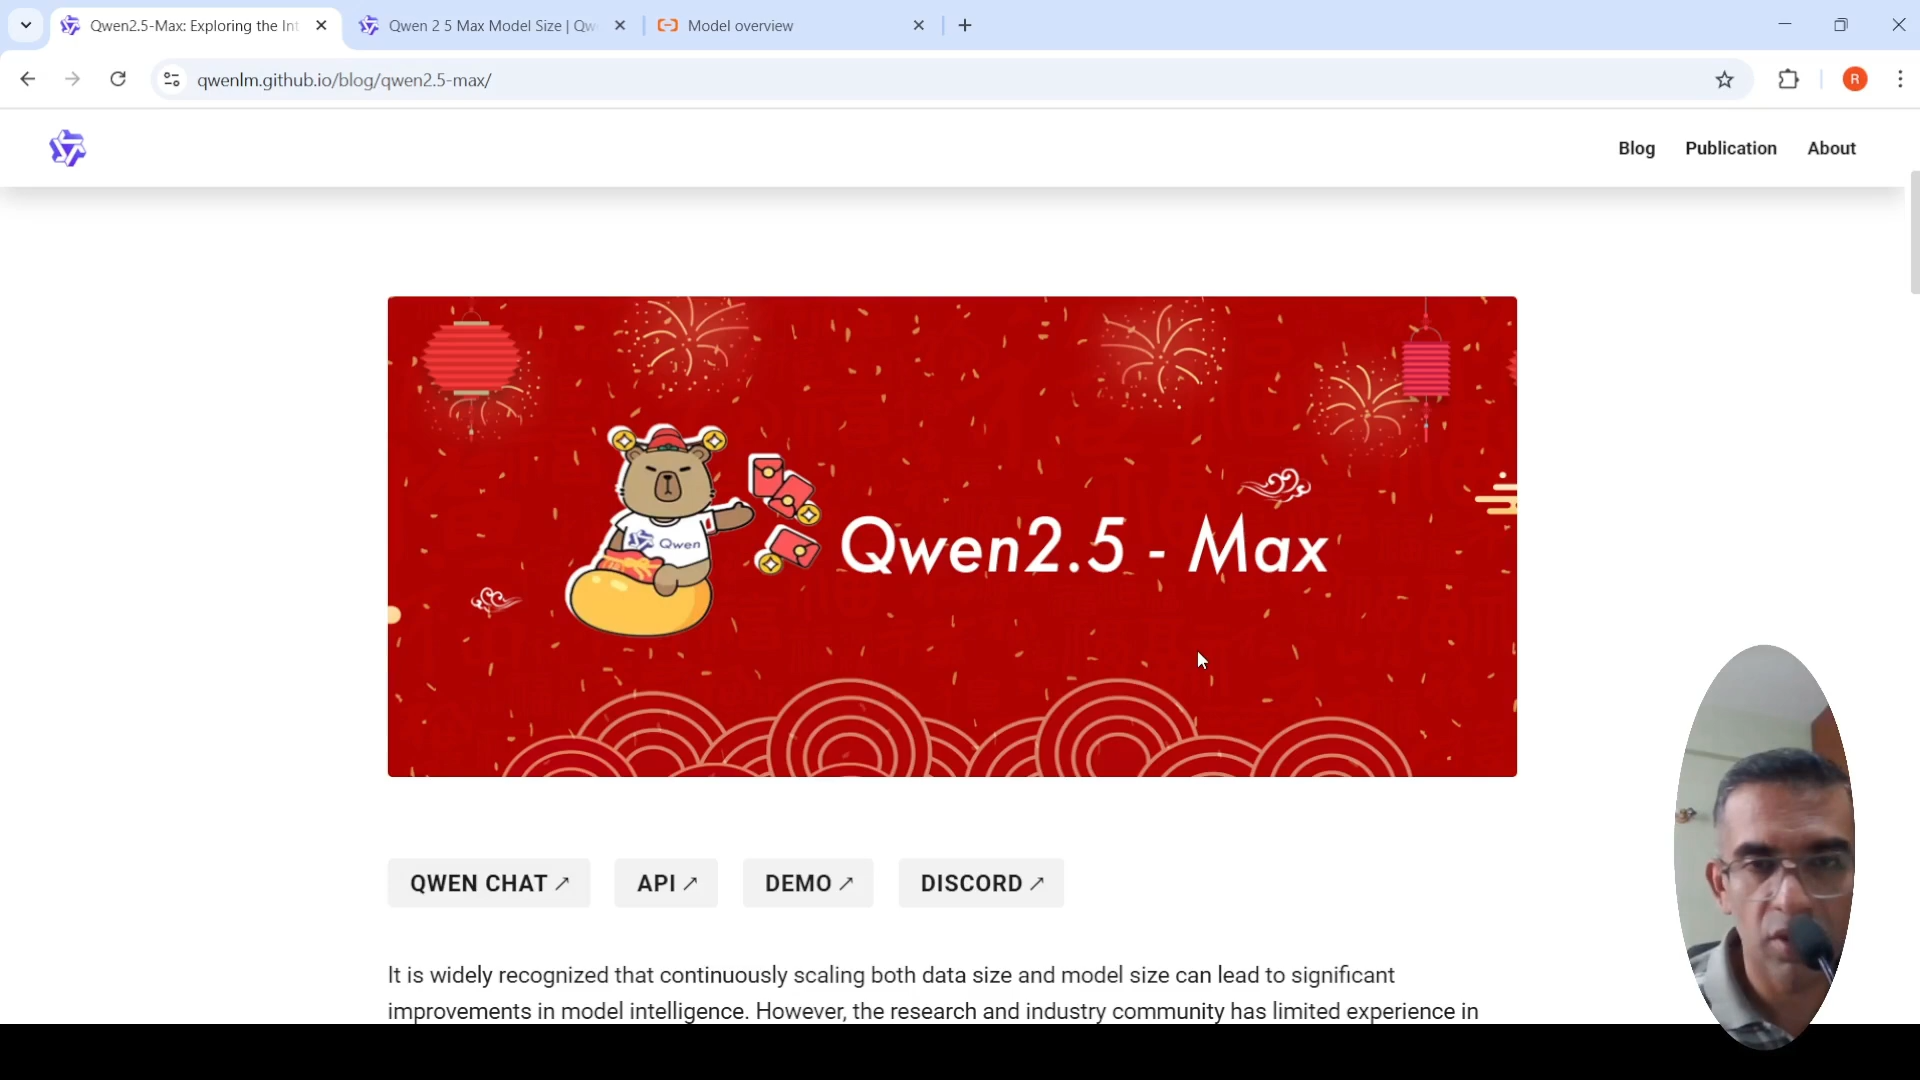 Qwen2.5-Max: Exploring the Int
Qwen 2 5 Max Model Size | Qw
Model overview
qwenlm.github.io/blog/qwen2.5-max/
R
Blog
Publication
About
Qwen
Qwen2.5 - Max
QWEN CHAT ↗
API ↗
DEMO ↗
DISCORD ↗
It is widely recognized that continuously scaling both data size and model size can lead to significant
improvements in model intelligence. However, the research and industry community has limited experience in